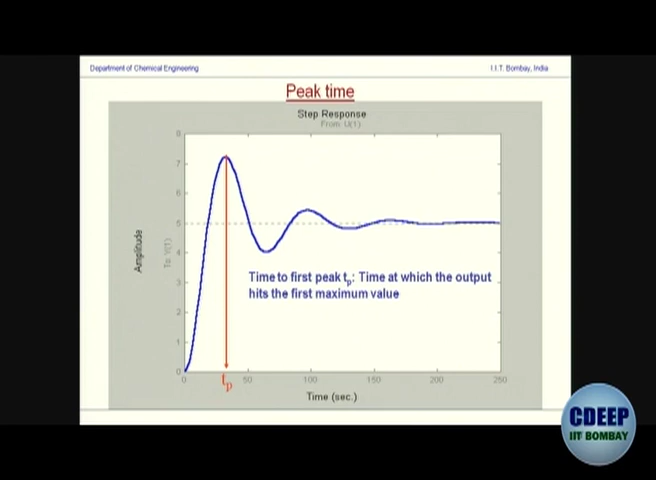 Department of Chemical Engineering
I.I.T. Bombay, India
Peak time
Step Response
From: U(1)
8
7
6
5
4
3
2
1
0
Amplitude
To: Y(1)
Time to first peak tp: Time at which the output
hits the first maximum value
0 50 100 150 200 250
tp
Time (sec.)
CDEEP
IIT BOMBAY